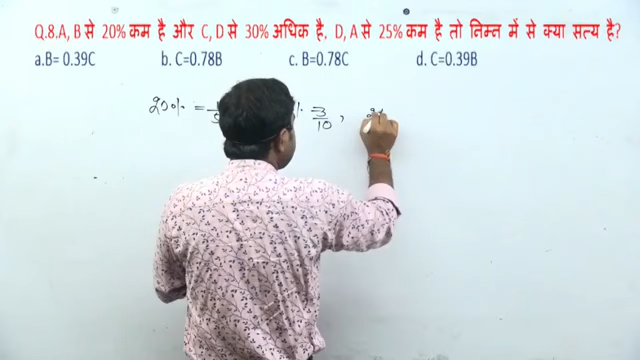 Q.8.A, B से 20% कम है और C, D से 30% अधिक है, D, A से 25% कम है तो निम्न में से क्या सत्य है?
a.B= 0.39C b. C=0.78B c. B=0.78C d. C=0.39B
20% = % 3/10 ,